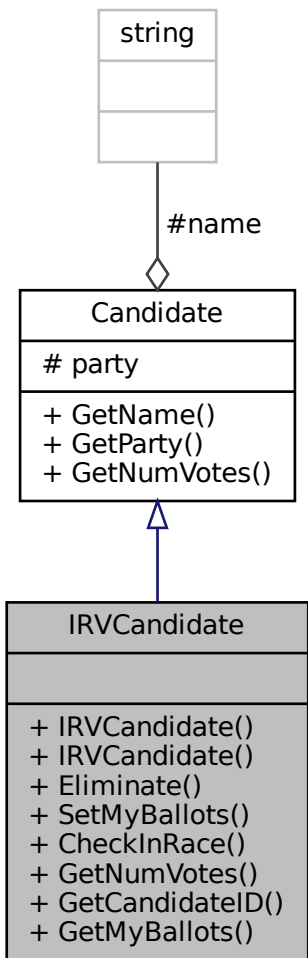 string
#name
Candidate
# party
+ GetName()
+ GetParty()
+ GetNumVotes()
IRVCandidate
+ IRVCandidate()
+ IRVCandidate()
+ Eliminate()
+ SetMyBallots()
+ CheckInRace()
+ GetNumVotes()
+ GetCandidateID()
+ GetMyBallots()